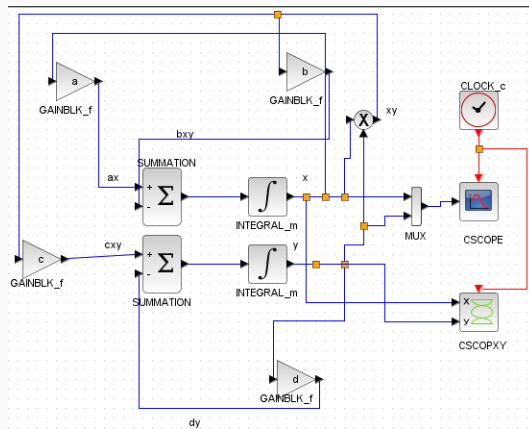 CLOCK_c
a
b
xy
GAINBLK_f
GAINBLK_f
X
bxy
ax
SUMMATION
x
+
-
Σ
∫
INTEGRAL_m
MUX
CSCOPE
cxy
y
c
+
-
Σ
∫
GAINBLK_f
INTEGRAL_m
SUMMATION
X
y
CSCOPXY
d
GAINBLK_f
dy